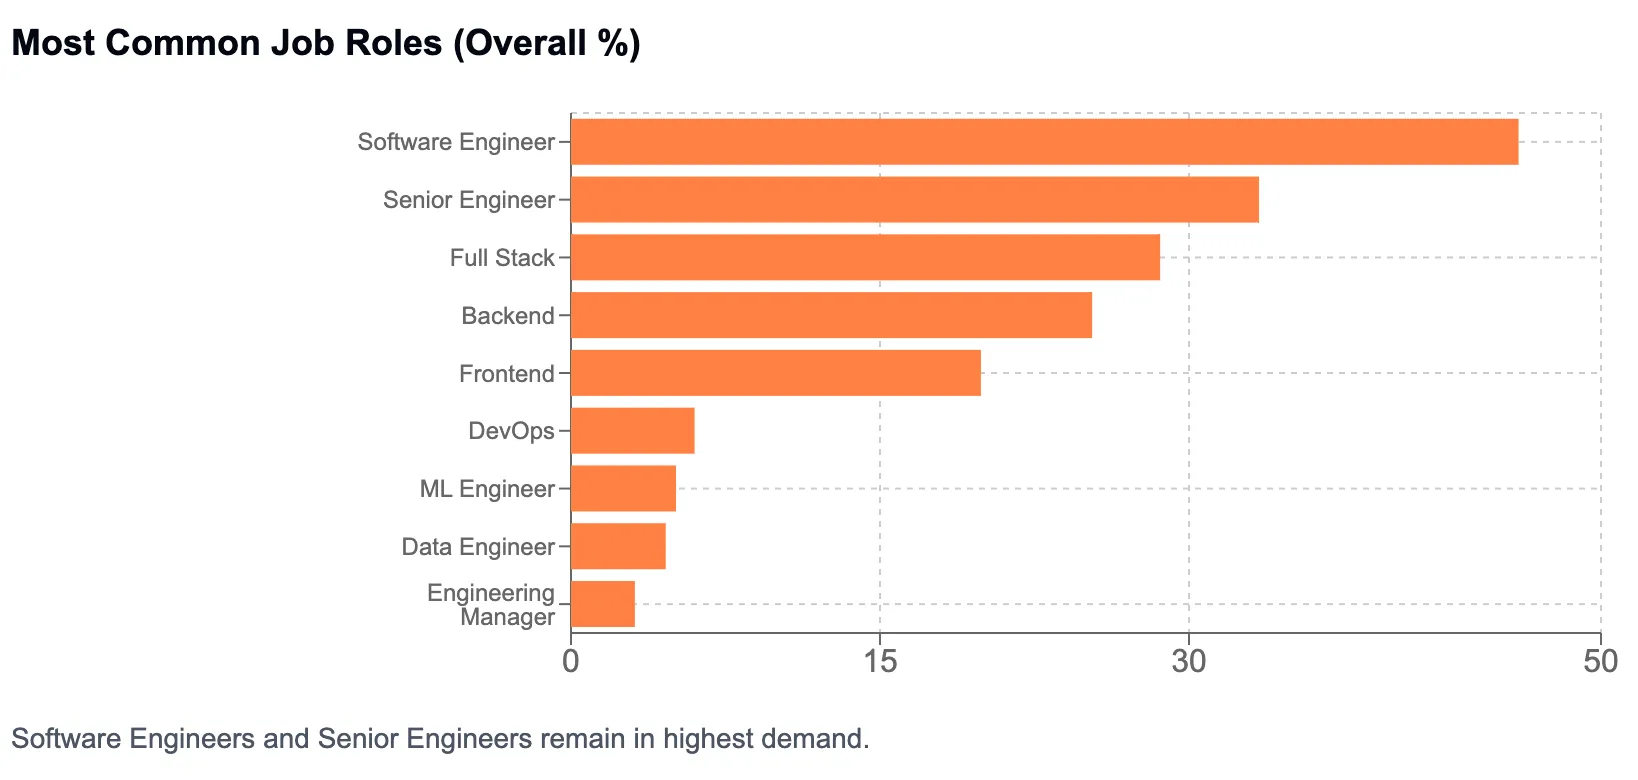 Most Common Job Roles (Overall %)
Software Engineer
Senior Engineer
Full Stack
Backend
Frontend
DevOps
ML Engineer
Data Engineer
Engineering
Manager
0 15 30 50
Software Engineers and Senior Engineers remain in highest demand.